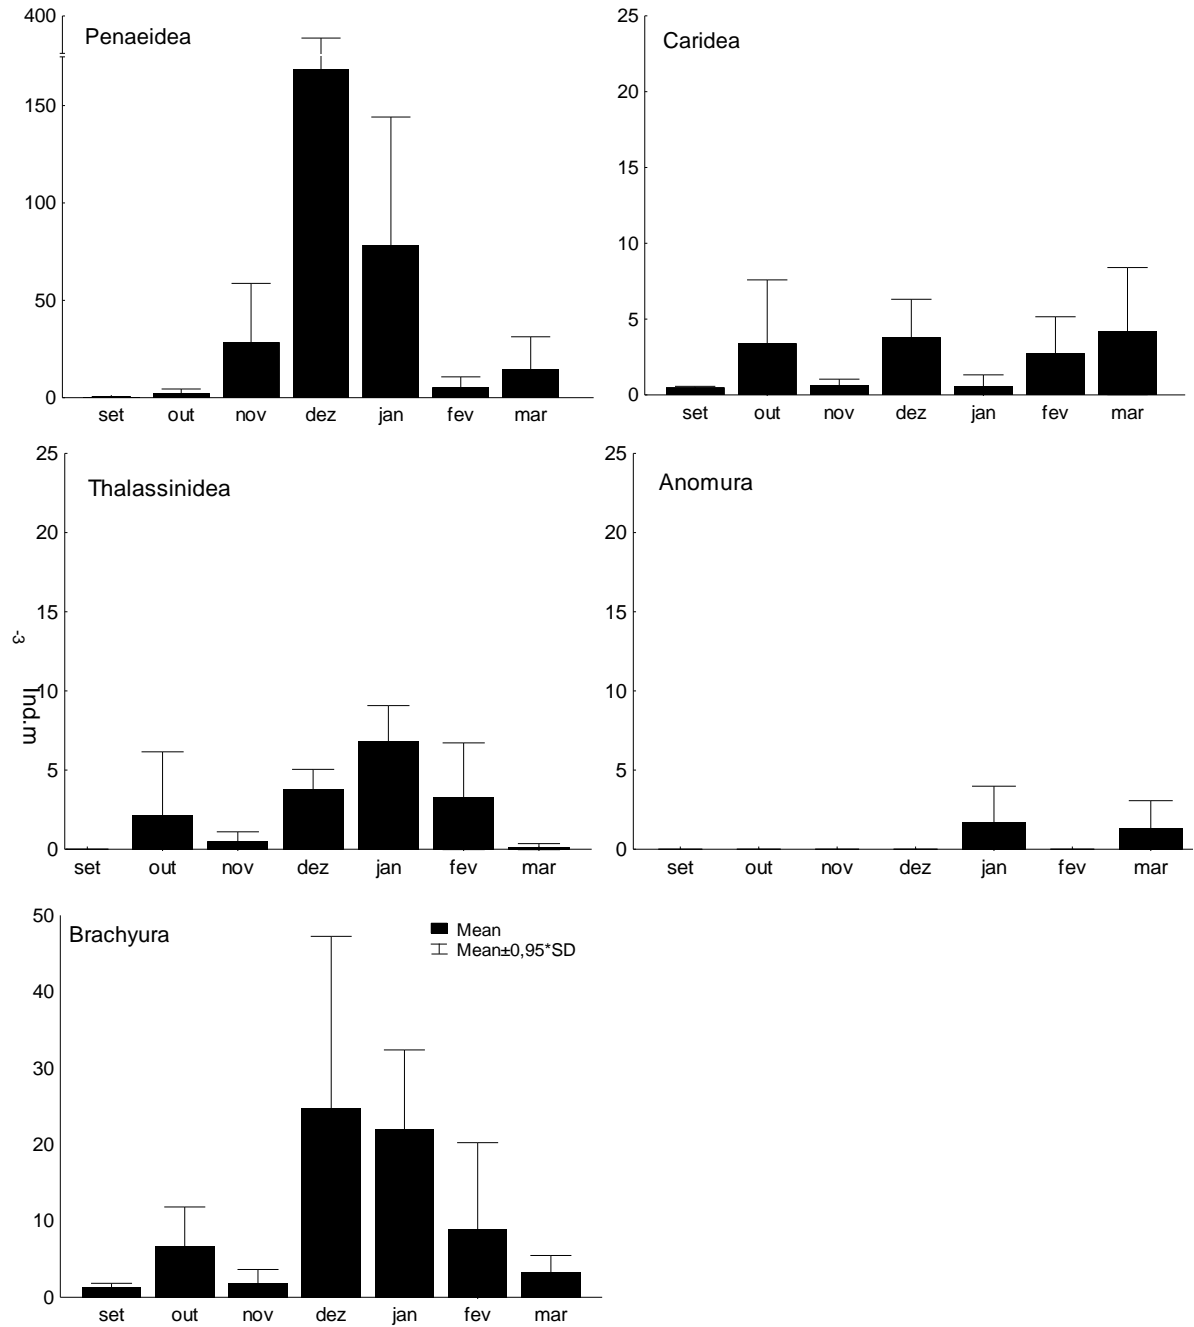 Penaeidea
400
150
100
50
0
set out nov dez jan fev mar
Caridea
25
20
15
10
5
0
set out nov dez jan fev mar
Thalassinidea
25
20
15
10
5
0
set out nov dez jan fev mar
Ind.m-3
Anomura
25
20
15
10
5
0
set out nov dez jan fev mar
Brachyura
Mean
Mean±0,95*SD
50
40
30
20
10
0
set out nov dez jan fev mar